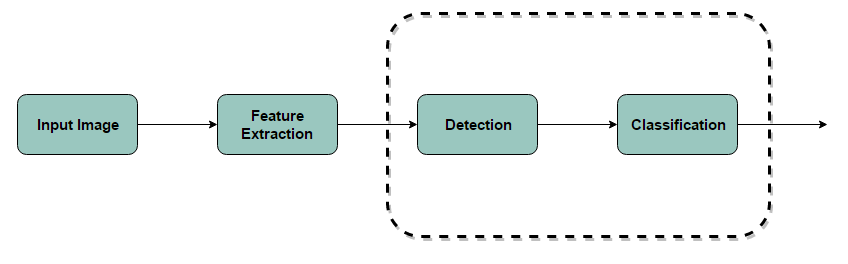 Input Image
Feature
Extraction
Detection
Classification